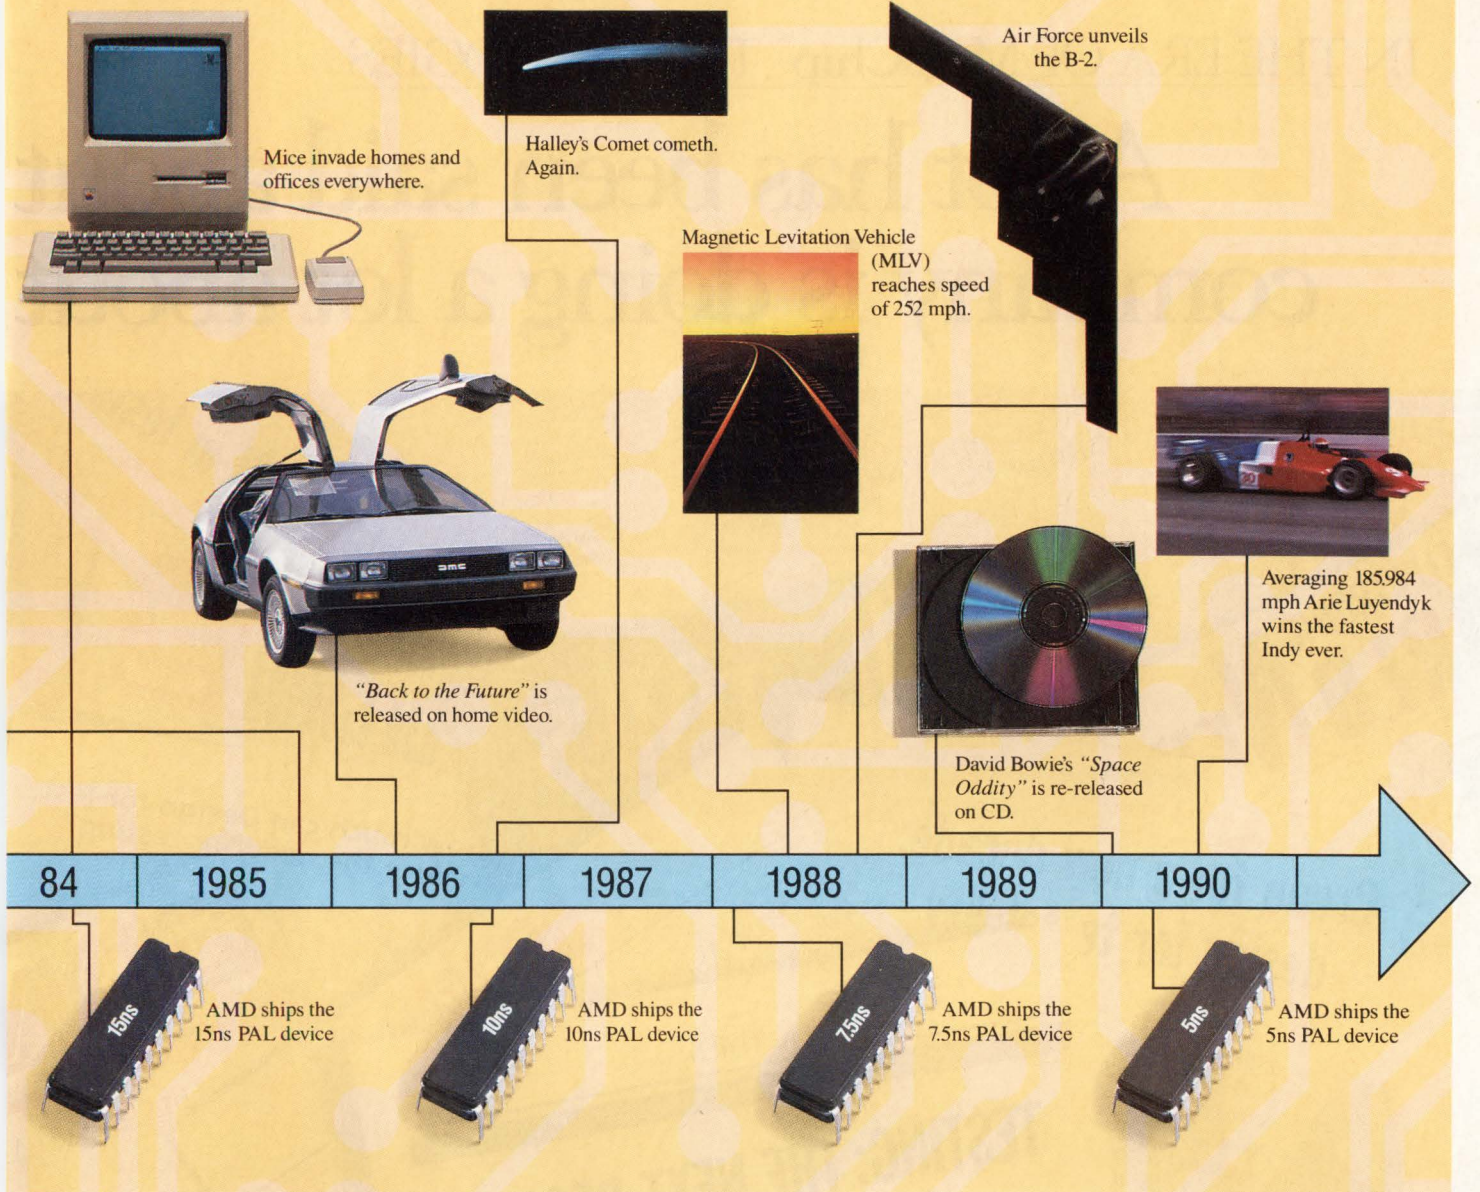 Air Force unveils
the B-2.
Mice invade homes and
offices everywhere.
Halley's Comet cometh.
Again.
Magnetic Levitation Vehicle
(MLV)
reaches speed
of 252 mph.
DMC
"Back to the Future" is
released on home video.
Averaging 185.984
mph Arie Luyendyk
wins the fastest
Indy ever.
David Bowie's "Space
Oddity" is re-released
on CD.
84 1985 1986 1987 1988 1989 1990
15ns
AMD ships the
15ns PAL device
10ns
AMD ships the
10ns PAL device
7.5ns
AMD ships the
7.5ns PAL device
5ns
AMD ships the
5ns PAL device